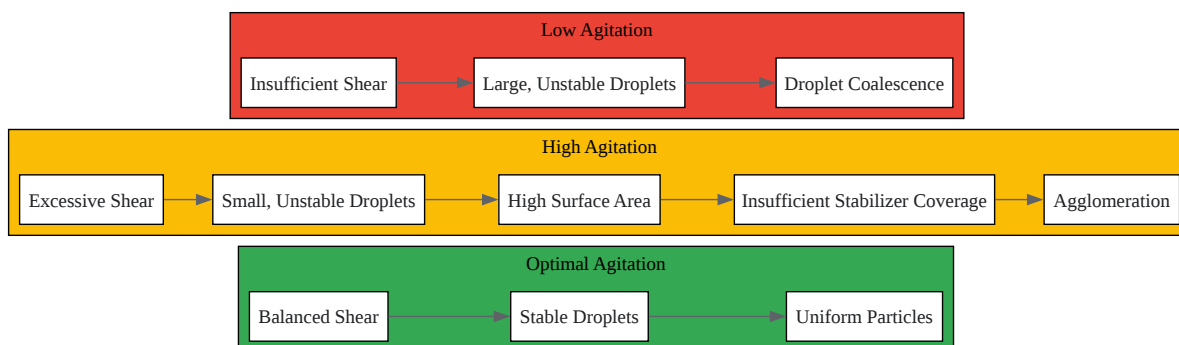 Low Agitation
Insufficient Shear
Large, Unstable Droplets
Droplet Coalescence
High Agitation
Excessive Shear
Small, Unstable Droplets
High Surface Area
Insufficient Stabilizer Coverage
Agglomeration
Optimal Agitation
Balanced Shear
Stable Droplets
Uniform Particles